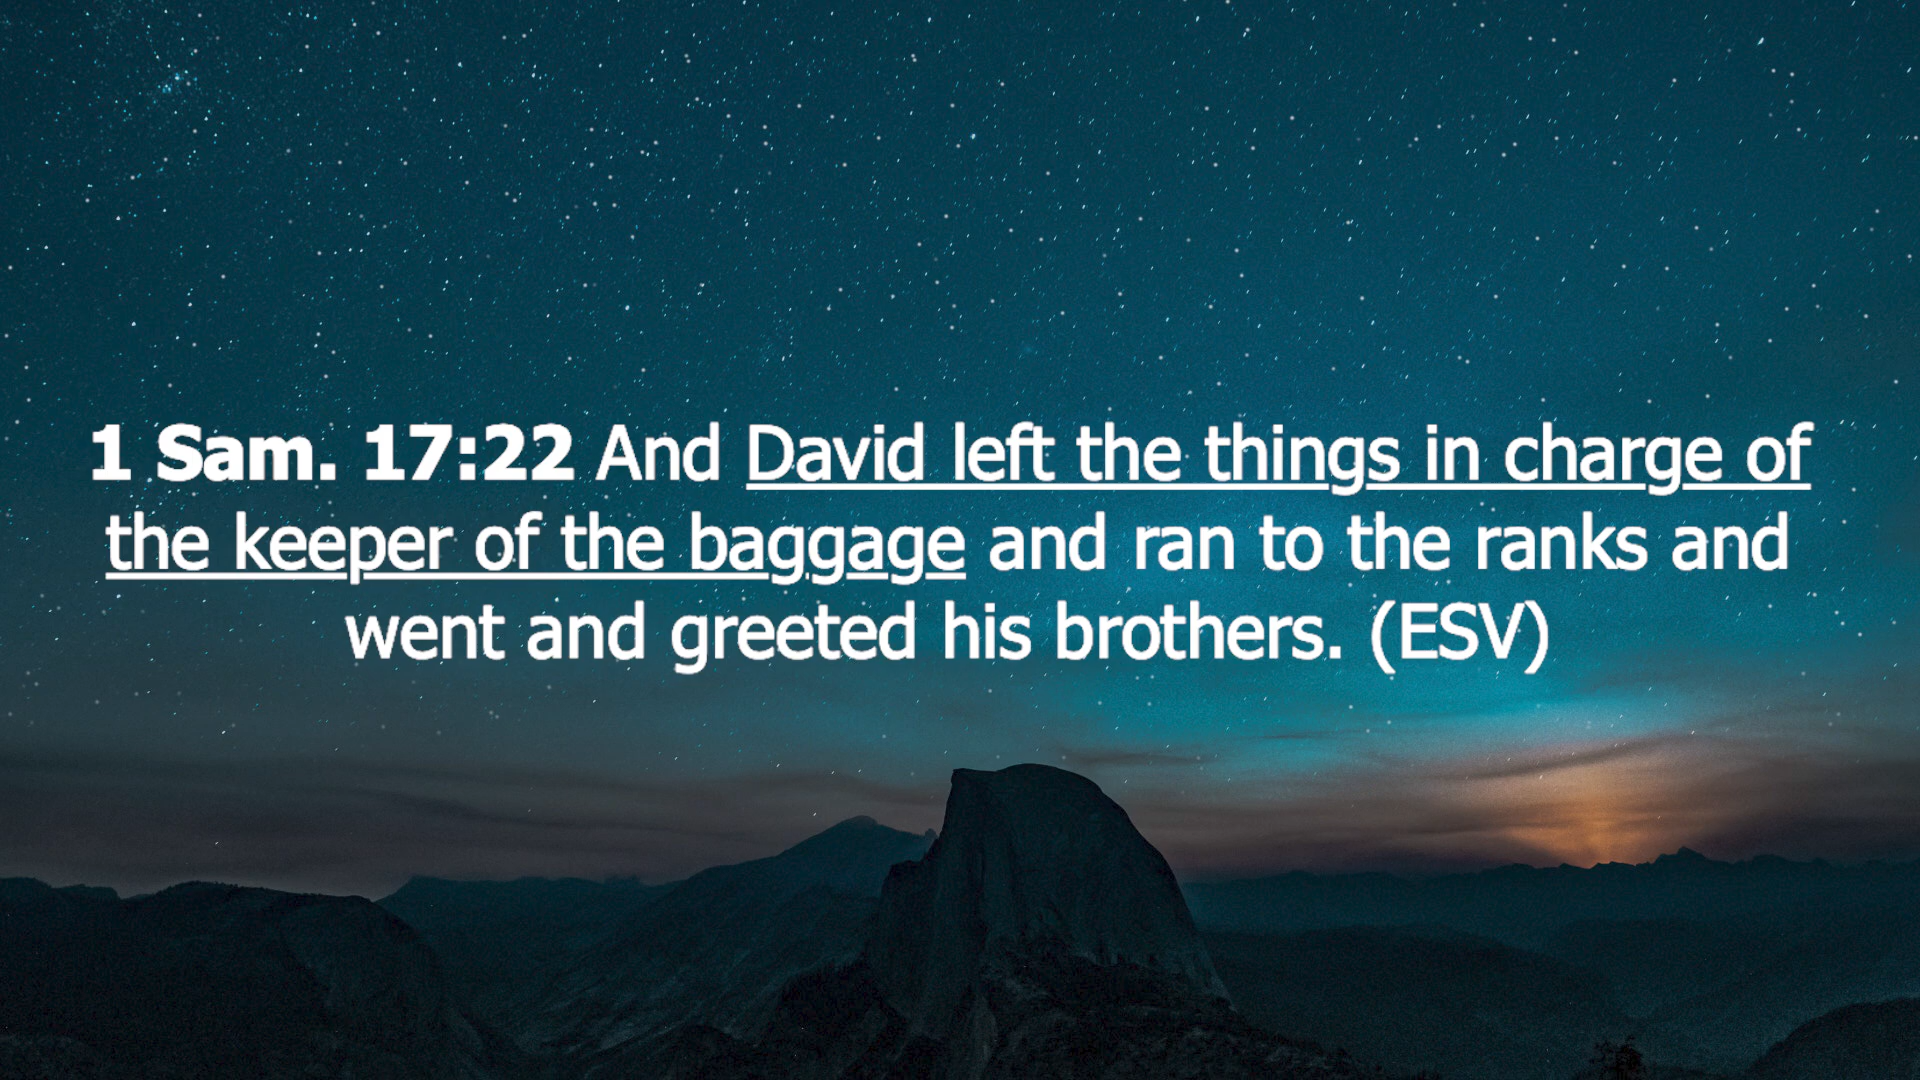 1 Sam. 17:22 And David left the things in charge of
the keeper of the baggage and ran to the ranks and
went and greeted his brothers. (ESV)